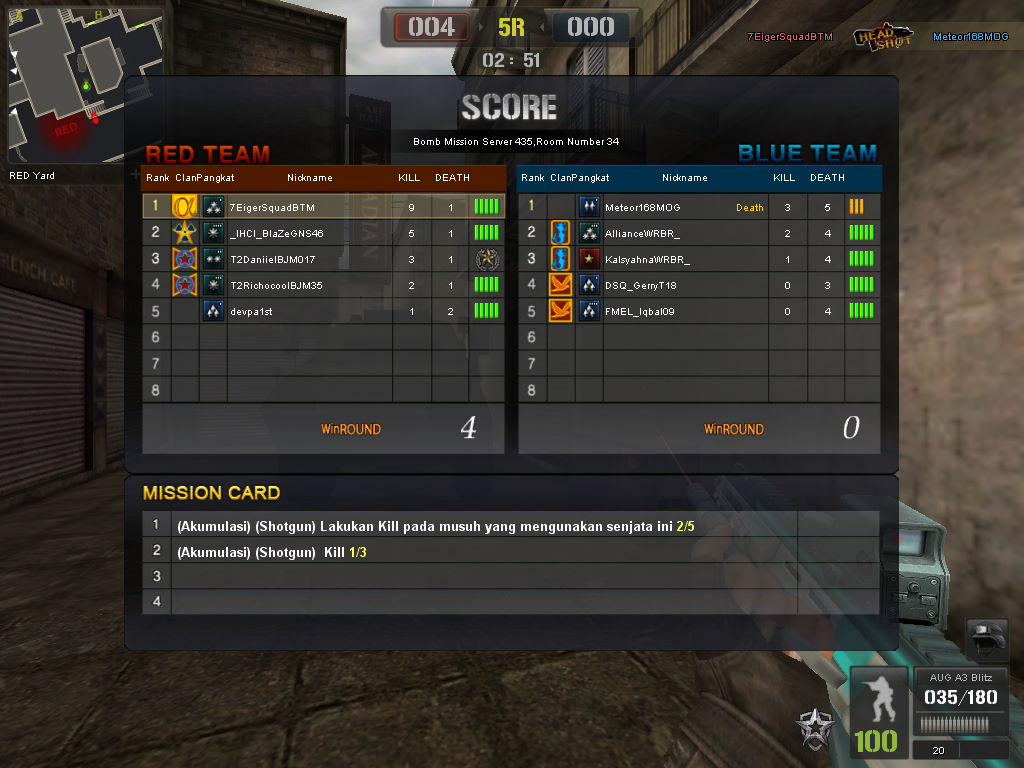 A
B
RED
RED Yard
004 5R 000
02 : 51
7EigerSquadBTM HEAD SHOT Meteor168MOG
SCORE
Bomb Mission Server 435,Room Number 34
RED TEAM
Rank ClanPangkat Nickname KILL DEATH
1 7EigerSquadBTM 9 1
2 _IHCI_BlaZeGNS46 5 1
3 T2DaniielBJM017 3 1
4 T2RichocoolBJM35 2 1
5 devpa1st 1 2
6
7
8
WinROUND 4
BLUE TEAM
Rank ClanPangkat Nickname KILL DEATH
1 Meteor168MOG Death 3 5
2 AllianceWRBR_ 2 4
3 KalsyahnaWRBR_ 1 4
4 DSQ_GerryT18 0 3
5 FMEL_Iqbal09 0 4
6
7
8
WinROUND 0
MISSION CARD
1 (Akumulasi) (Shotgun) Lakukan Kill pada musuh yang mengunakan senjata ini 2/5
2 (Akumulasi) (Shotgun) Kill 1/3
3
4
AUG A3 Blitz
035/180
100
20